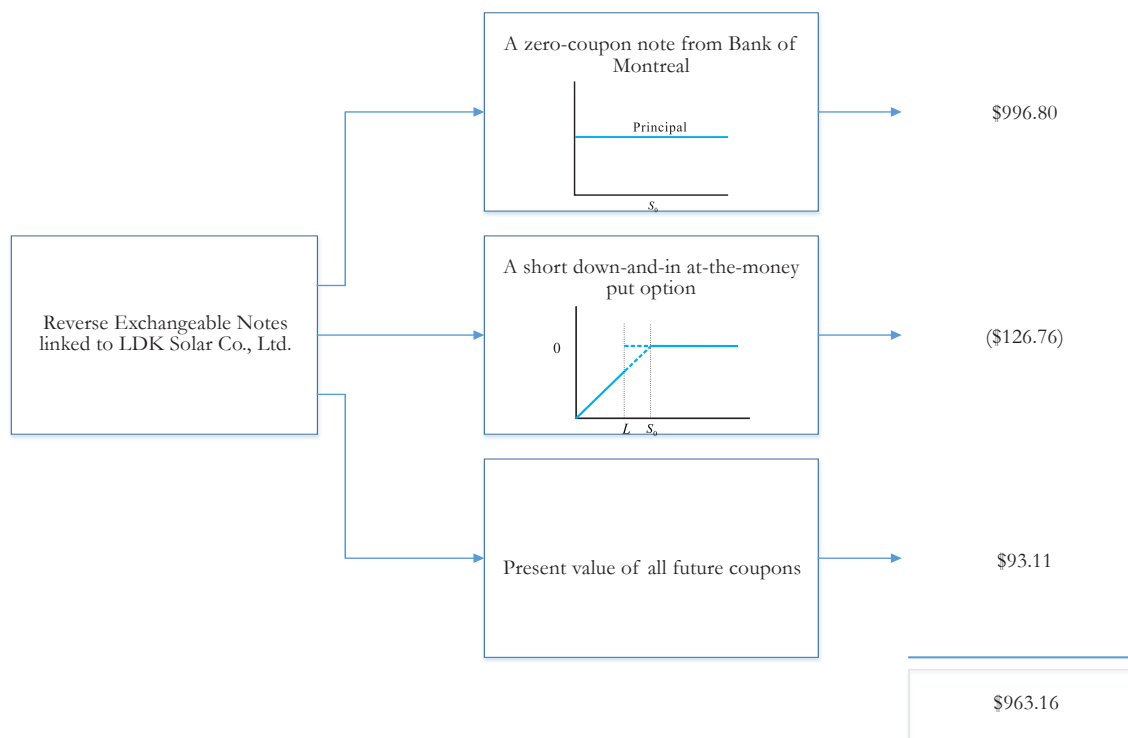 A zero-coupon note from Bank of
Montreal
Principal
S₀
$996.80
Reverse Exchangeable Notes
linked to LDK Solar Co., Ltd.
A short down-and-in at-the-money
put option
0
L S₀
($126.76)
Present value of all future coupons
$93.11
$963.16